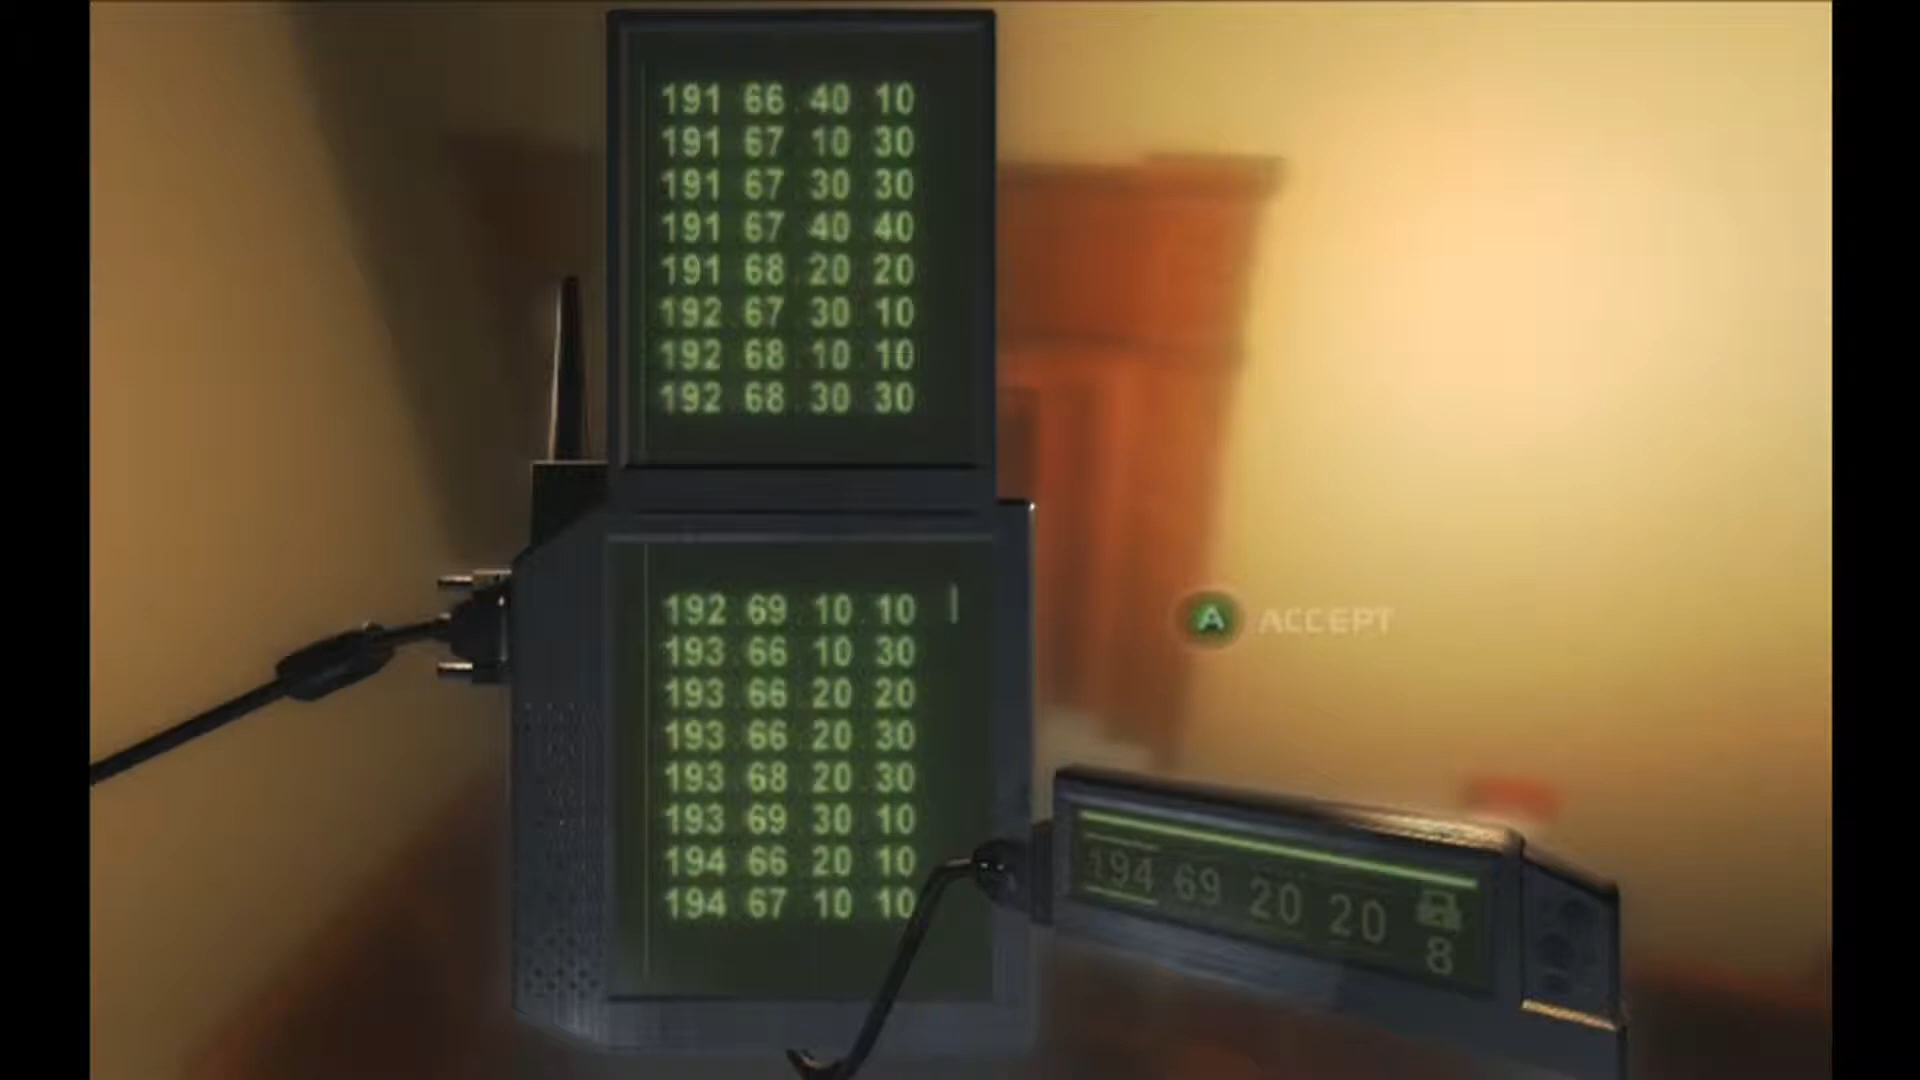 191 66 40 10
191 67 10 30
191 67 30 30
191 67 40 40
191 68 20 20
192 67 30 10
192 68 10 10
192 68 30 30
192 69 10 10
193 66 10 30
193 66 20 20
193 66 20 30
193 68 20 30
193 69 30 10
194 66 20 10
194 67 10 10
A ACCEPT
194 69 20 20
8